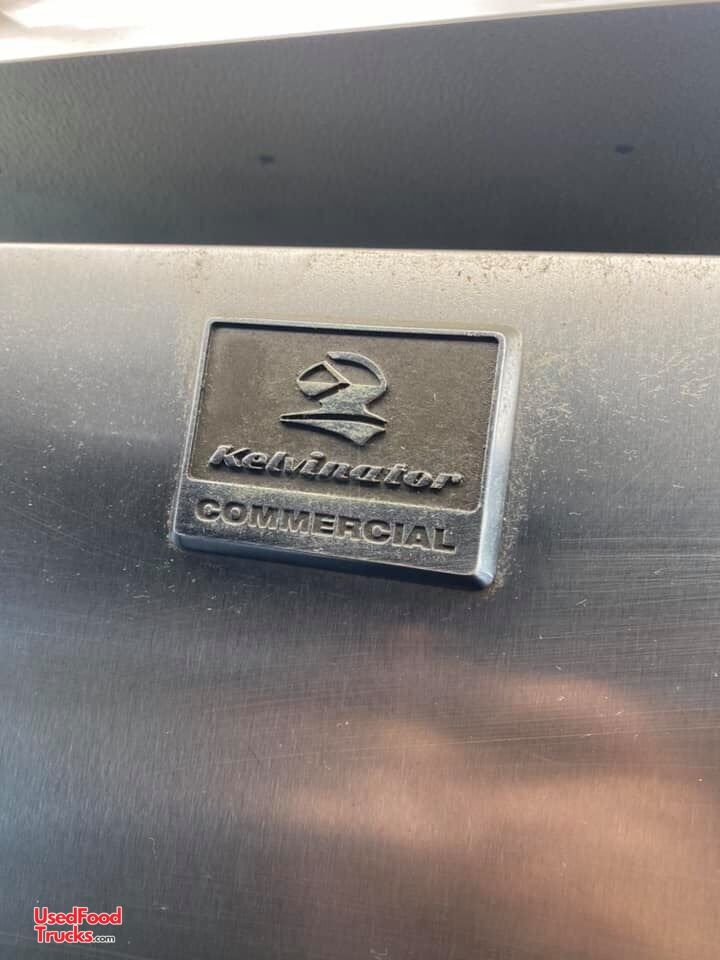 Kelvinator
COMMERCIAL
UsedFood
Trucks.com